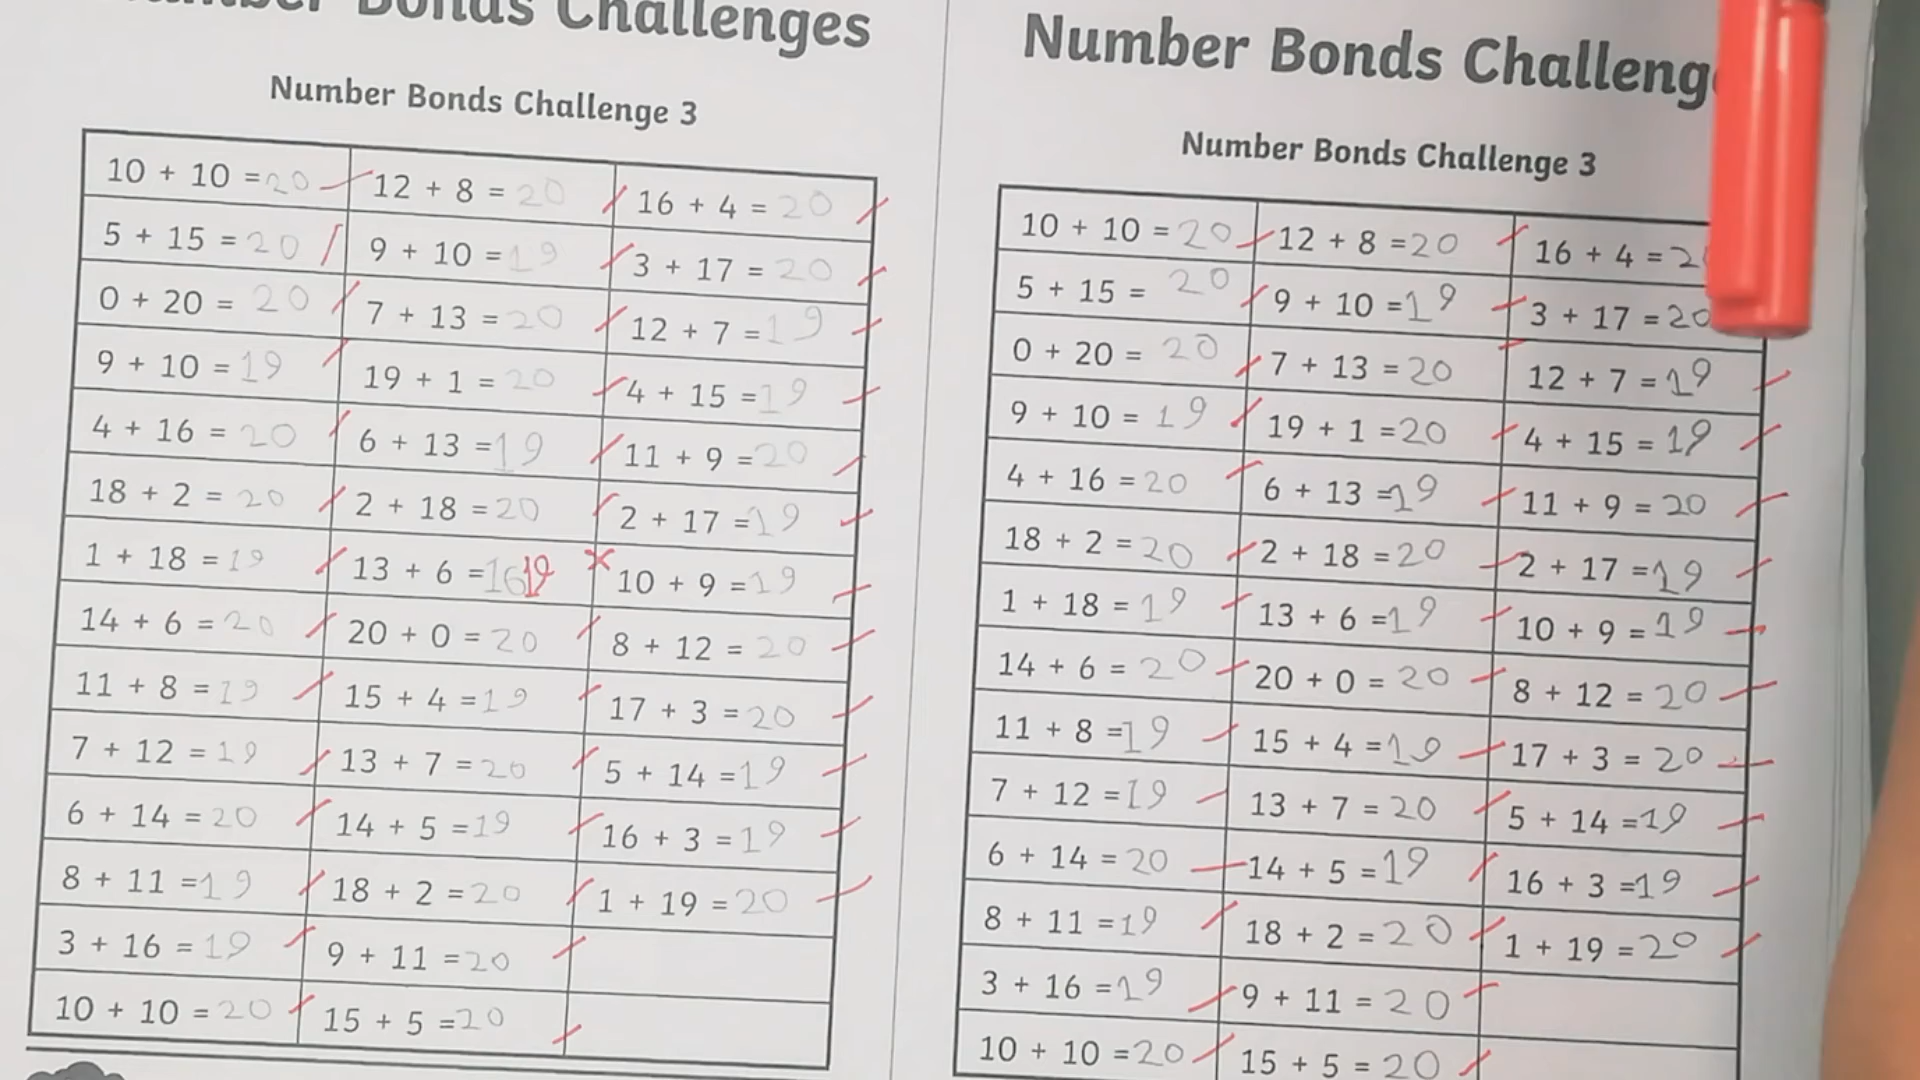 Number Bonds Challenges
Number Bonds Challenge 3
10 + 10 = 20 12 + 8 = 20 16 + 4 = 20
5 + 15 = 20 9 + 10 = 19 3 + 17 = 20
0 + 20 = 20 7 + 13 = 20 12 + 7 = 19
9 + 10 = 19 19 + 1 = 20 4 + 15 = 19
4 + 16 = 20 6 + 13 = 19 11 + 9 = 20
18 + 2 = 20 2 + 18 = 20 2 + 17 = 19
1 + 18 = 19 13 + 6 = 16 19 10 + 9 = 19
14 + 6 = 20 20 + 0 = 20 8 + 12 = 20
11 + 8 = 19 15 + 4 = 19 17 + 3 = 20
7 + 12 = 19 13 + 7 = 20 5 + 14 = 19
6 + 14 = 20 14 + 5 = 19 16 + 3 = 19
8 + 11 = 19 18 + 2 = 20 1 + 19 = 20
3 + 16 = 19 9 + 11 = 20
10 + 10 = 20 15 + 5 = 20
Number Bonds Challeng
Number Bonds Challenge 3
10 + 10 = 20 12 + 8 = 20 16 + 4 = 2
5 + 15 = 20 9 + 10 = 19 3 + 17 = 20
0 + 20 = 20 7 + 13 = 20 12 + 7 = 19
9 + 10 = 19 19 + 1 = 20 4 + 15 = 19
4 + 16 = 20 6 + 13 = 19 11 + 9 = 20
18 + 2 = 20 2 + 18 = 20 2 + 17 = 19
1 + 18 = 19 13 + 6 = 19 10 + 9 = 19
14 + 6 = 20 20 + 0 = 20 8 + 12 = 20
11 + 8 = 19 15 + 4 = 19 17 + 3 = 20
7 + 12 = 19 13 + 7 = 20 5 + 14 = 19
6 + 14 = 20 14 + 5 = 19 16 + 3 = 19
8 + 11 = 19 18 + 2 = 20 1 + 19 = 20
3 + 16 = 19 9 + 11 = 20
10 + 10 = 20 15 + 5 = 20